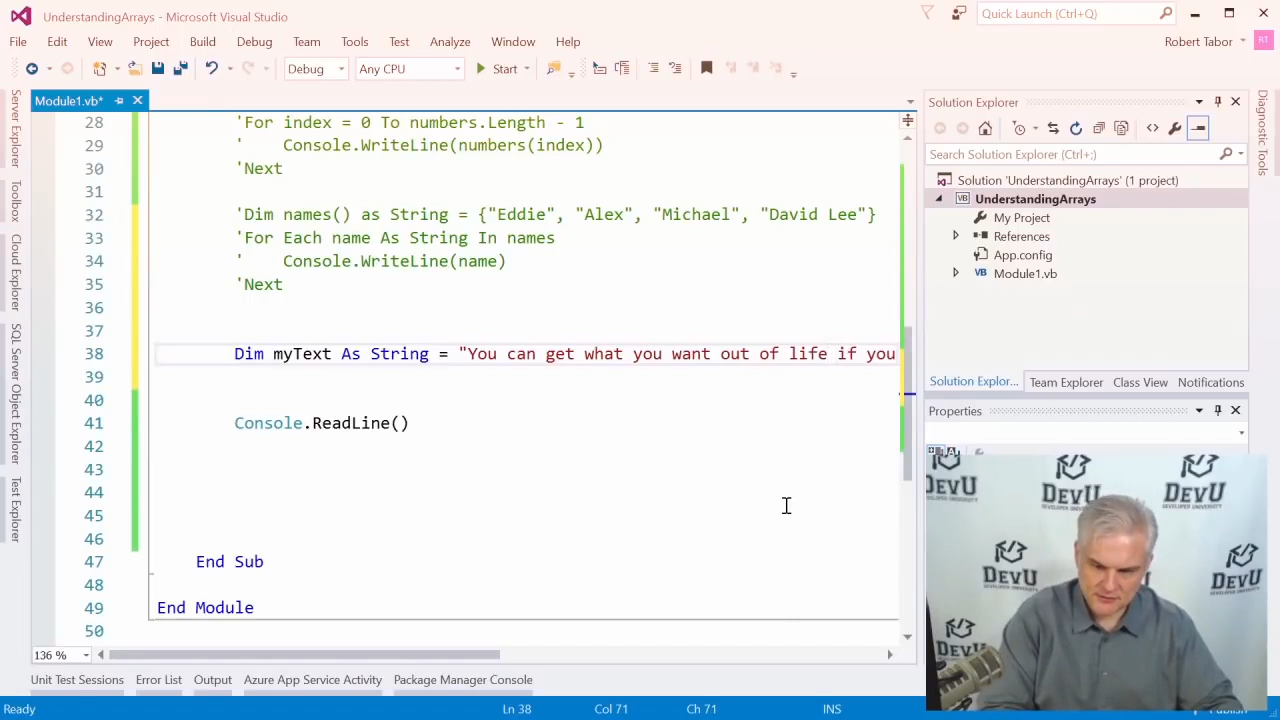 UnderstandingArrays - Microsoft Visual Studio
Quick Launch (Ctrl+Q)
File Edit View Project Build Debug Team Tools Test Analyze Window Help
Robert Tabor RT
Debug Any CPU Start
Server Explorer
Toolbox
Cloud Explorer
SQL Server Object Explorer
Test Explorer
Module1.vb*
28 'For index = 0 To numbers.Length - 1
29 ' Console.WriteLine(numbers(index))
30 'Next
31
32 'Dim names() as String = {"Eddie", "Alex", "Michael", "David Lee"}
33 'For Each name As String In names
34 ' Console.WriteLine(name)
35 'Next
36
37
38 Dim myText As String = "You can get what you want out of life if you
39
40
41 Console.ReadLine()
42
43
44
45
46
47 End Sub
48
49 End Module
50
136 %
Solution Explorer
Search Solution Explorer (Ctrl+;)
Solution 'UnderstandingArrays' (1 project)
VB UnderstandingArrays
My Project
References
App.config
VB Module1.vb
Solution Explor... Team Explorer Class View Notifications
Properties
Diagnostic Tools
DEVU
DEVELOPER UNIVERSITY
DEVU
DEVELOPER UNIVERSITY
DEVU
DEVU
DEVU
Unit Test Sessions Error List Output Azure App Service Activity Package Manager Console
Ready Ln 38 Col 71 Ch 71 INS